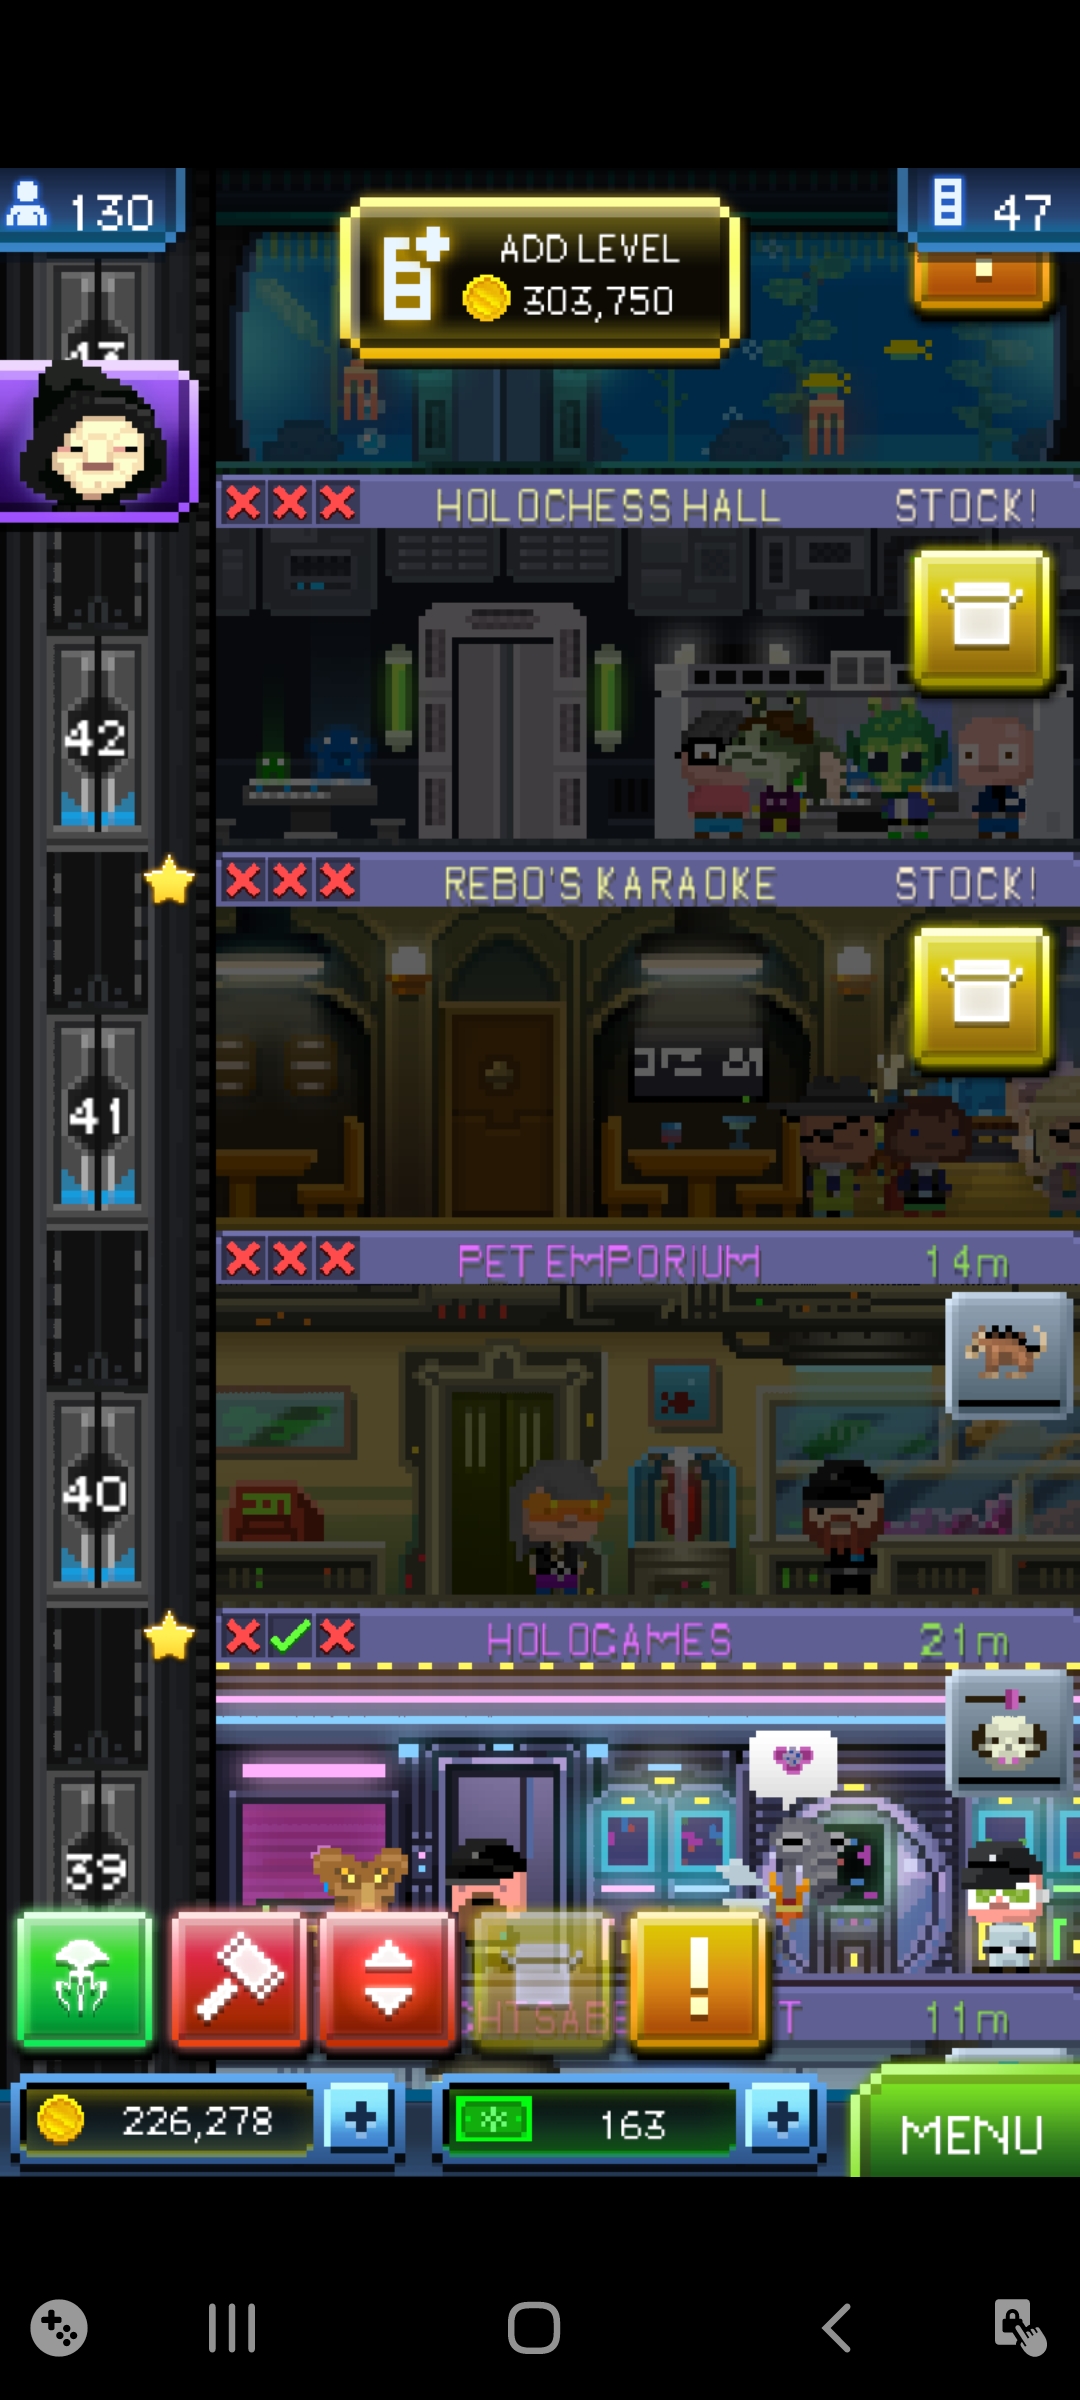 130
ADD LEVEL
303,750
47
43
HOLOCHESS HALL STOCK!
42
REBO'S KARAOKE STOCK!
41
PET EMPORIUM 14m
40
HOLOGAMES 21m
39
11m
226,278
163
MENU